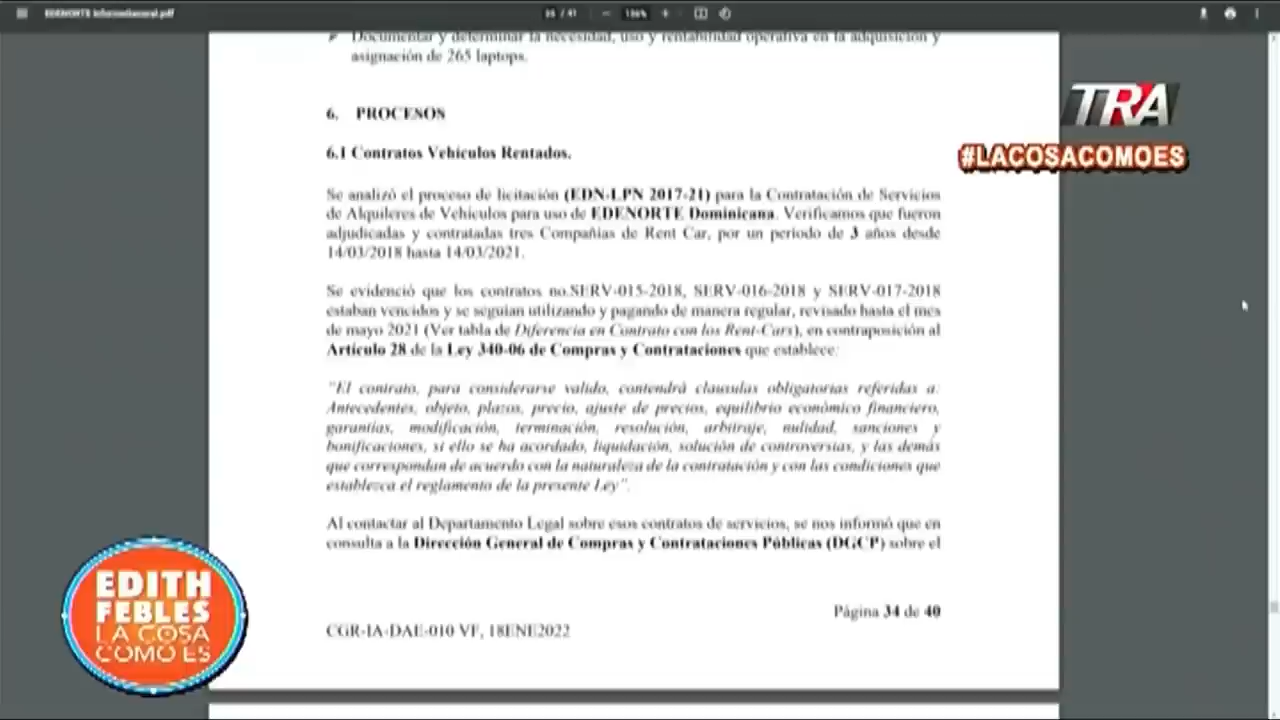 EDENORTE InformeGeneral.pdf
/ 41
Documentar y determinar la necesidad, uso y rentabilidad operativa en la adquisición y
asignación de 265 laptops.
TRA
#LACOSACOMOES
6. PROCESOS
6.1 Contratos Vehículos Rentados.
Se analizó el proceso de licitación (EDN-LPN 2017-21) para la Contratación de Servicios
de Alquileres de Vehículos para uso de EDENORTE Dominicana. Verificamos que fueron
adjudicadas y contratadas tres Compañías de Rent Car, por un período de 3 años desde
14/03/2018 hasta 14/03/2021.
Se evidenció que los contratos no.SERV-015-2018, SERV-016-2018 y SERV-017-2018
estaban vencidos y se seguían utilizando y pagando de manera regular, revisado hasta el mes
de mayo 2021 (Ver tabla de Diferencia en Contrato con los Rent-Cars), en contraposición al
Artículo 28 de la Ley 340-06 de Compras y Contrataciones que establece:
"El contrato, para considerarse valido, contendrá clausulas obligatorias referidas a:
Antecedentes, objeto, plazos, precio, ajuste de precios, equilibrio económico financiero,
garantías, modificación, terminación, resolución, arbitraje, nulidad, sanciones y
bonificaciones, si ello se ha acordado, liquidación, solución de controversias, y las demás
que correspondan de acuerdo con la naturaleza de la contratación y con las condiciones que
establezca el reglamento de la presente Ley".
Al contactar al Departamento Legal sobre esos contratos de servicios, se nos informó que en
consulta a la Dirección General de Compras y Contrataciones Públicas (DGCP) sobre el
Página 34 de 40
CGR-IA-DAE-010 VF, 18ENE2022
EDITH
FEBLES
LA COSA
COMO ES